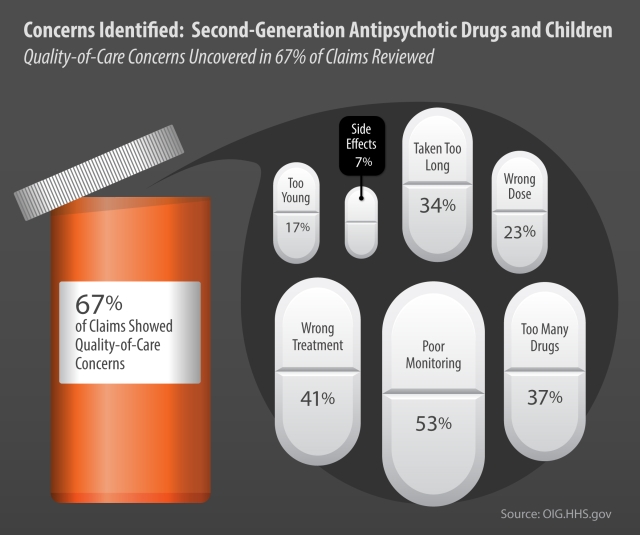 Concerns Identified:  Second-Generation Antipsychotic Drugs and Children
Quality-of-Care Concerns Uncovered in 67% of Claims Reviewed
Side
Effects
7%
Too
Young
17%
Taken Too
Long
34%
Wrong
Dose
23%
67%
of Claims Showed
Quality-of-Care
Concerns
Wrong
Treatment
41%
Poor
Monitoring
53%
Too Many
Drugs
37%
Source: OIG.HHS.gov